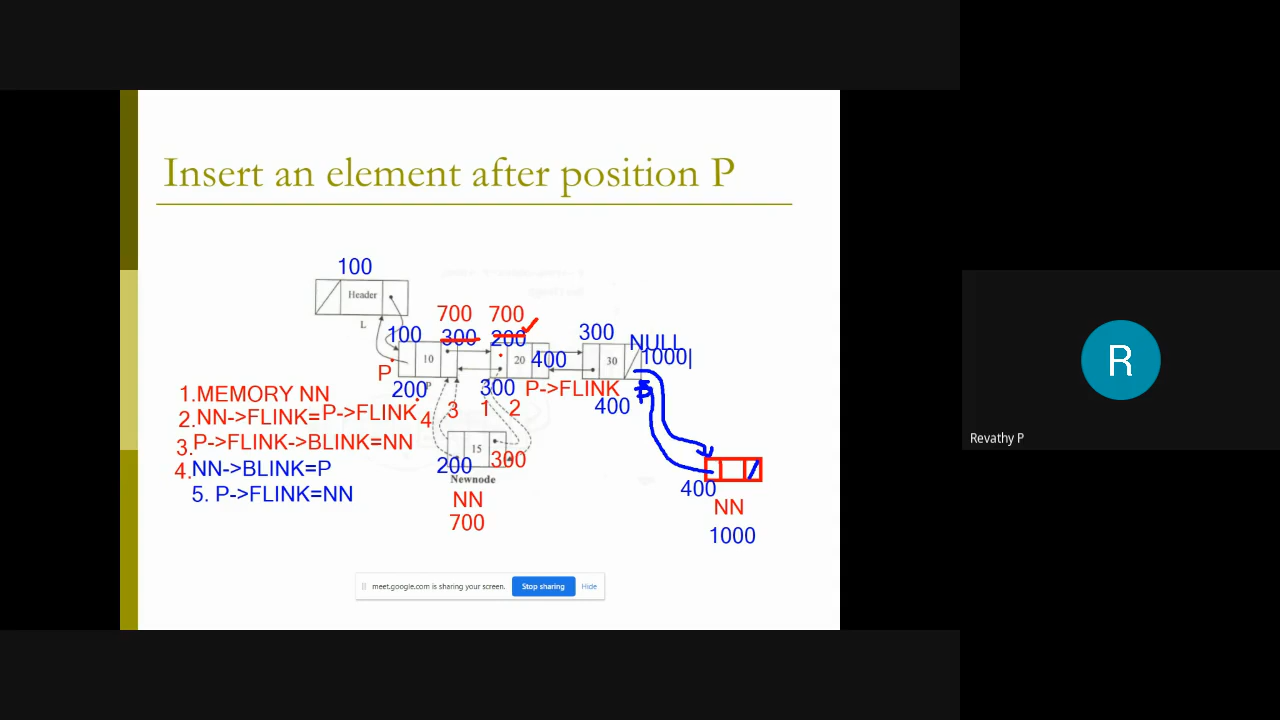 Insert an element after position P
100
Header
L
700 700
100 300 200 300 NULL
1000|
10 20 400 30
P
200 P 300 P->FLINK 400
1.MEMORY NN
2.NN->FLINK=P->FLINK 4 3 1 2
3.P->FLINK->BLINK=NN
4.NN->BLINK=P
5. P->FLINK=NN
15
200 300
Newnode
NN
700
400
NN
1000
meet.google.com is sharing your screen. Stop sharing Hide
R
Revathy P